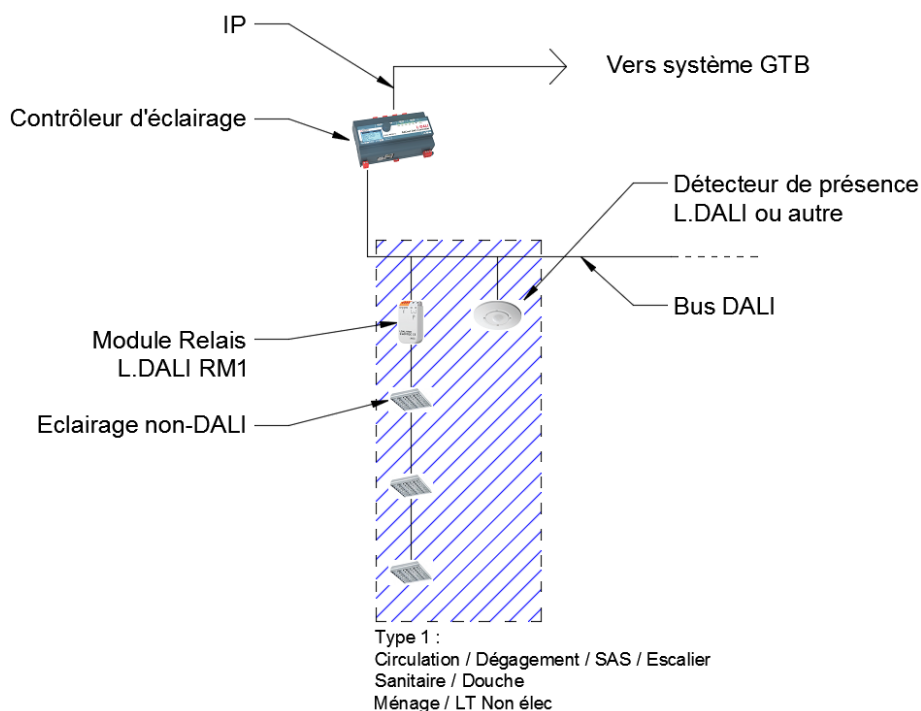 IP
Vers système GTB
Contrôleur d'éclairage
Détecteur de présence
L.DALI ou autre
Bus DALI
Module Relais
L.DALI RM1
Eclairage non-DALI
Type 1 :
Circulation / Dégagement / SAS / Escalier
Sanitaire / Douche
Ménage / LT Non élec